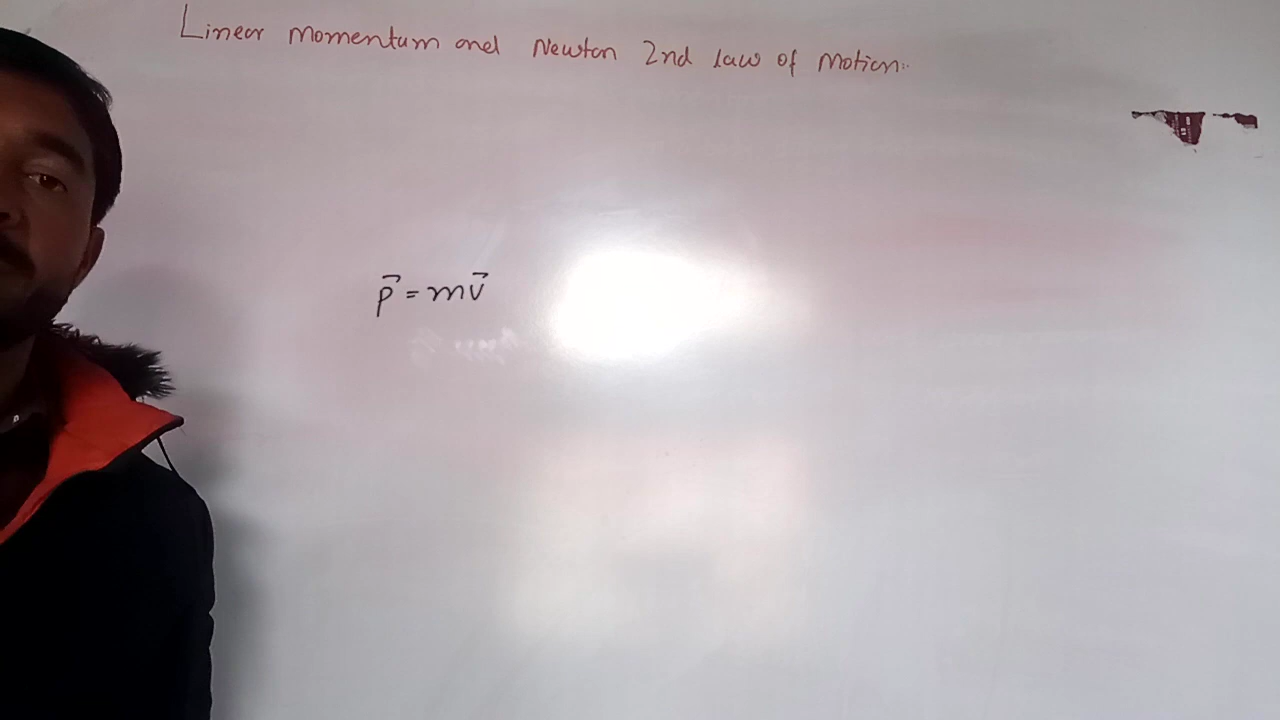 Linear momentum and Newton 2nd law of motion:
p⃗ = mv⃗